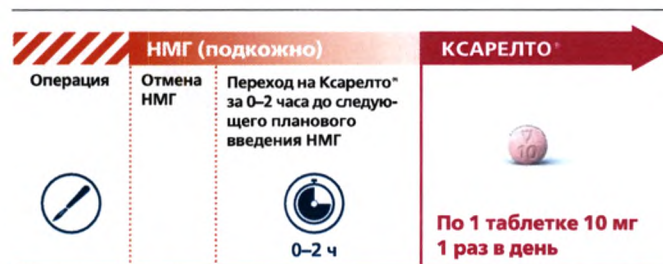 НМГ (подкожно)
КСАРЕЛТО®
Операция
Отмена
НМГ
Переход на Ксарелто®
за 0–2 часа до следую-
щего планового
введения НМГ
10
0–2 ч
По 1 таблетке 10 мг
1 раз в день